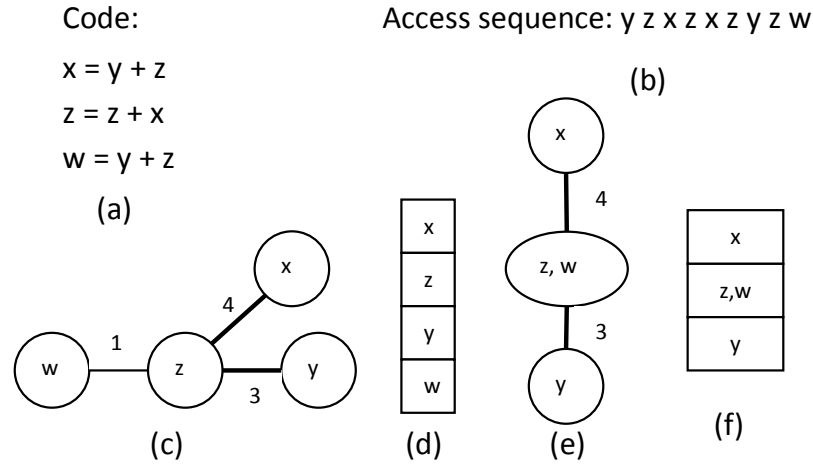 Code:
x = y + z
z = z + x
w = y + z
(a)
Access sequence: y z x z x z y z w
(b)
w
1
z
4
x
3
y
(c)
x
z
y
w
(d)
x
4
z, w
3
y
(e)
x
z,w
y
(f)